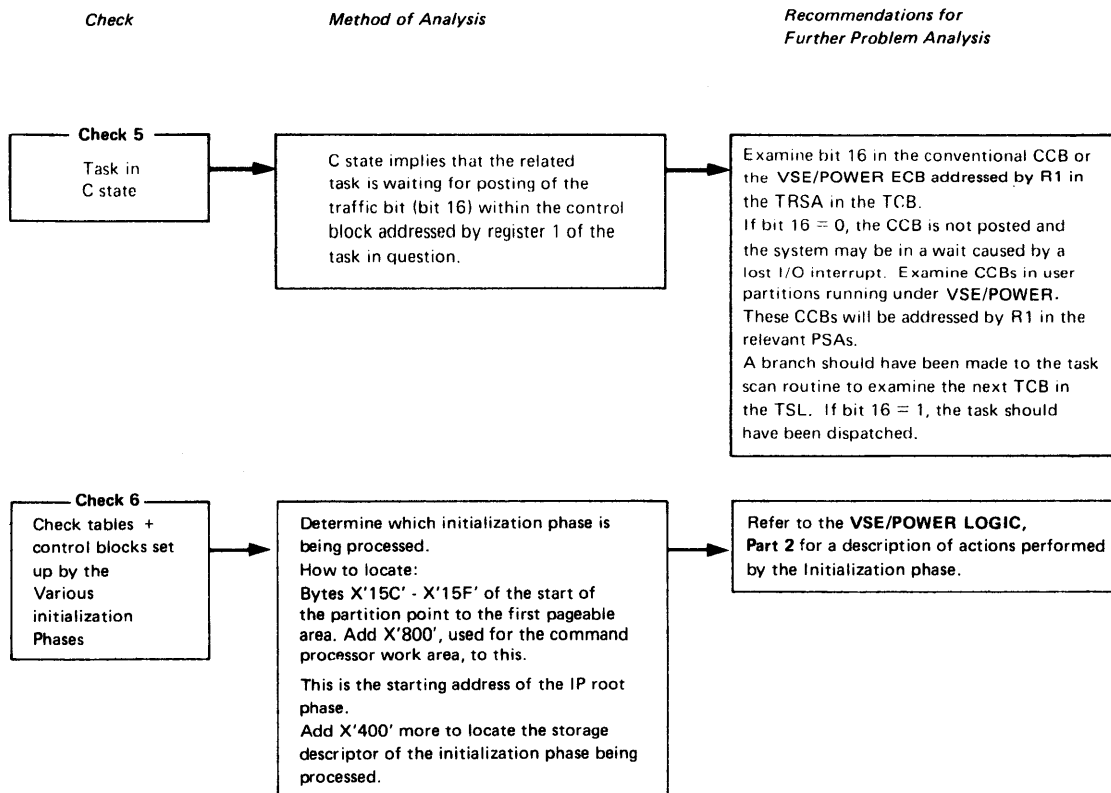 Check
Method of Analysis
Recommendations for
Further Problem Analysis
Check 5
Task in
C state
C state implies that the related
task is waiting for posting of the
traffic bit (bit 16) within the control
block addressed by register 1 of the
task in question.
Examine bit 16 in the conventional CCB or
the VSE/POWER ECB addressed by R1 in
the TRSA in the TCB.
If bit 16 = 0, the CCB is not posted and
the system may be in a wait caused by a
lost I/O interrupt. Examine CCBs in user
partitions running under VSE/POWER.
These CCBs will be addressed by R1 in the
relevant PSAs.
A branch should have been made to the task
scan routine to examine the next TCB in
the TSL. If bit 16 = 1, the task should
have been dispatched.
Check 6
Check tables +
control blocks set
up by the
Various
initialization
Phases
Determine which initialization phase is
being processed.
How to locate:
Bytes X'15C' - X'15F' of the start of
the partition point to the first pageable
area. Add X'800', used for the command
processor work area, to this.
This is the starting address of the IP root
phase.
Add X'400' more to locate the storage
descriptor of the initialization phase being
processed.
Refer to the VSE/POWER LOGIC,
Part 2 for a description of actions performed
by the Initialization phase.